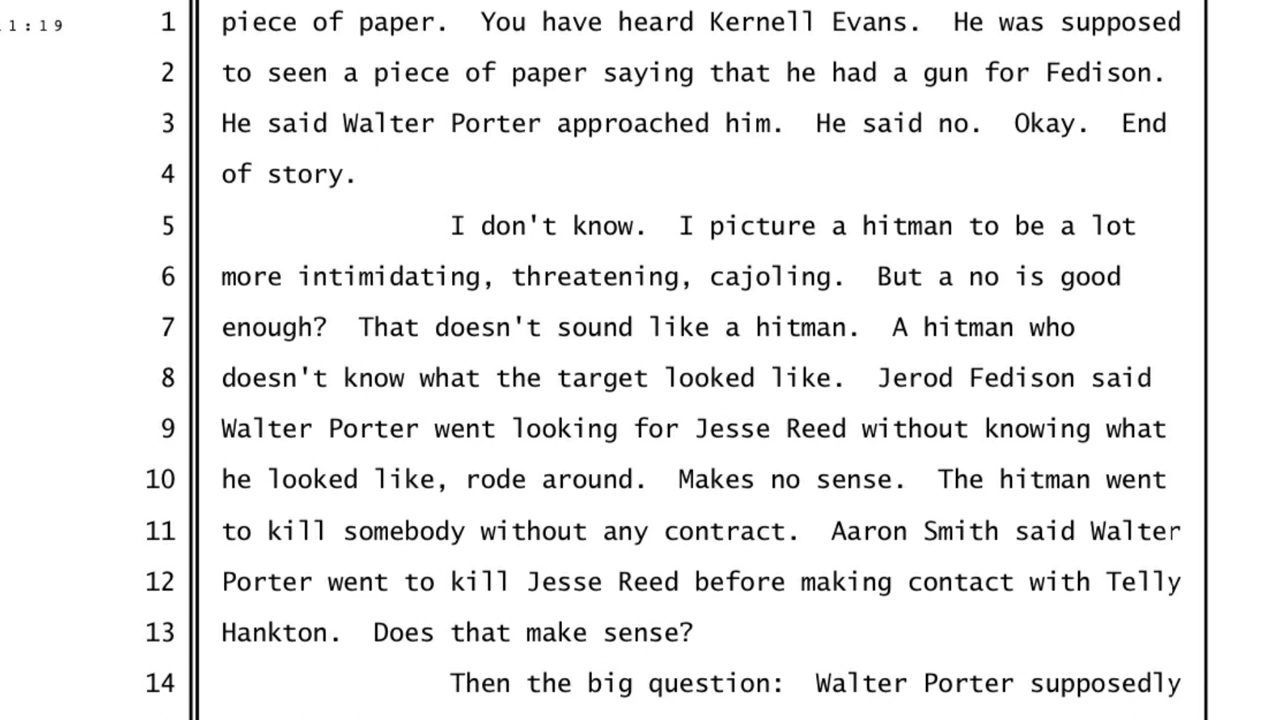 11:19 1 piece of paper.  You have heard Kernell Evans.  He was supposed
2 to seen a piece of paper saying that he had a gun for Fedison.
3 He said Walter Porter approached him.  He said no.  Okay.  End
4 of story.
5 I don't know.  I picture a hitman to be a lot
6 more intimidating, threatening, cajoling.  But a no is good
7 enough?  That doesn't sound like a hitman.  A hitman who
8 doesn't know what the target looked like.  Jerod Fedison said
9 Walter Porter went looking for Jesse Reed without knowing what
10 he looked like, rode around.  Makes no sense.  The hitman went
11 to kill somebody without any contract.  Aaron Smith said Walter
12 Porter went to kill Jesse Reed before making contact with Telly
13 Hankton.  Does that make sense?
14 Then the big question:  Walter Porter supposedly